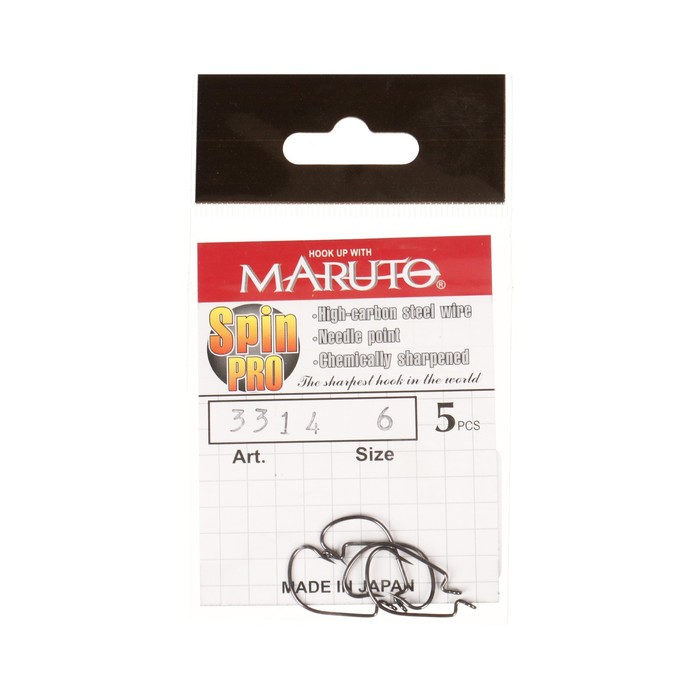 HOOK UP WITH
MARUTO®
Spin
PRO
·High-carbon steel wire
·Needle point
·Chemically sharpened
The sharpest hook in the world
3314 6 5 PCS
Art. Size
MADE IN JAPAN